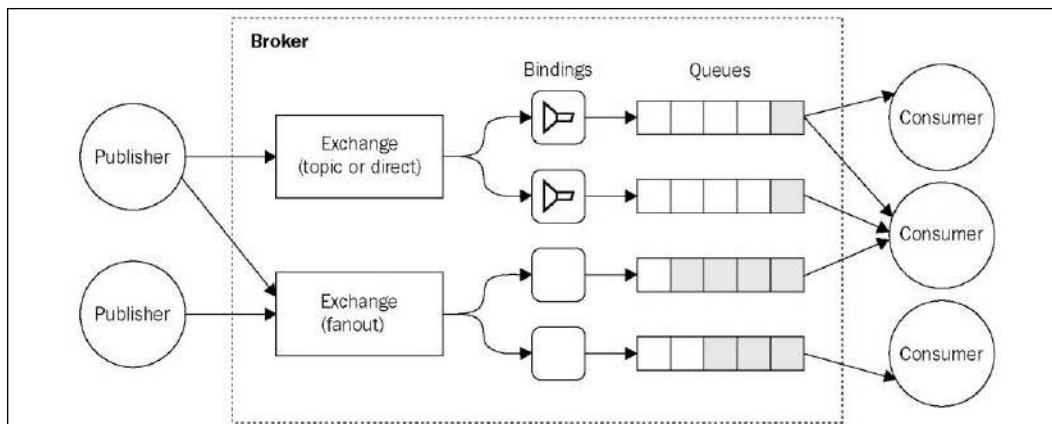 Broker
Bindings
Queues
Publisher
Exchange
(topic or direct)
Consumer
Consumer
Publisher
Exchange
(fanout)
Consumer